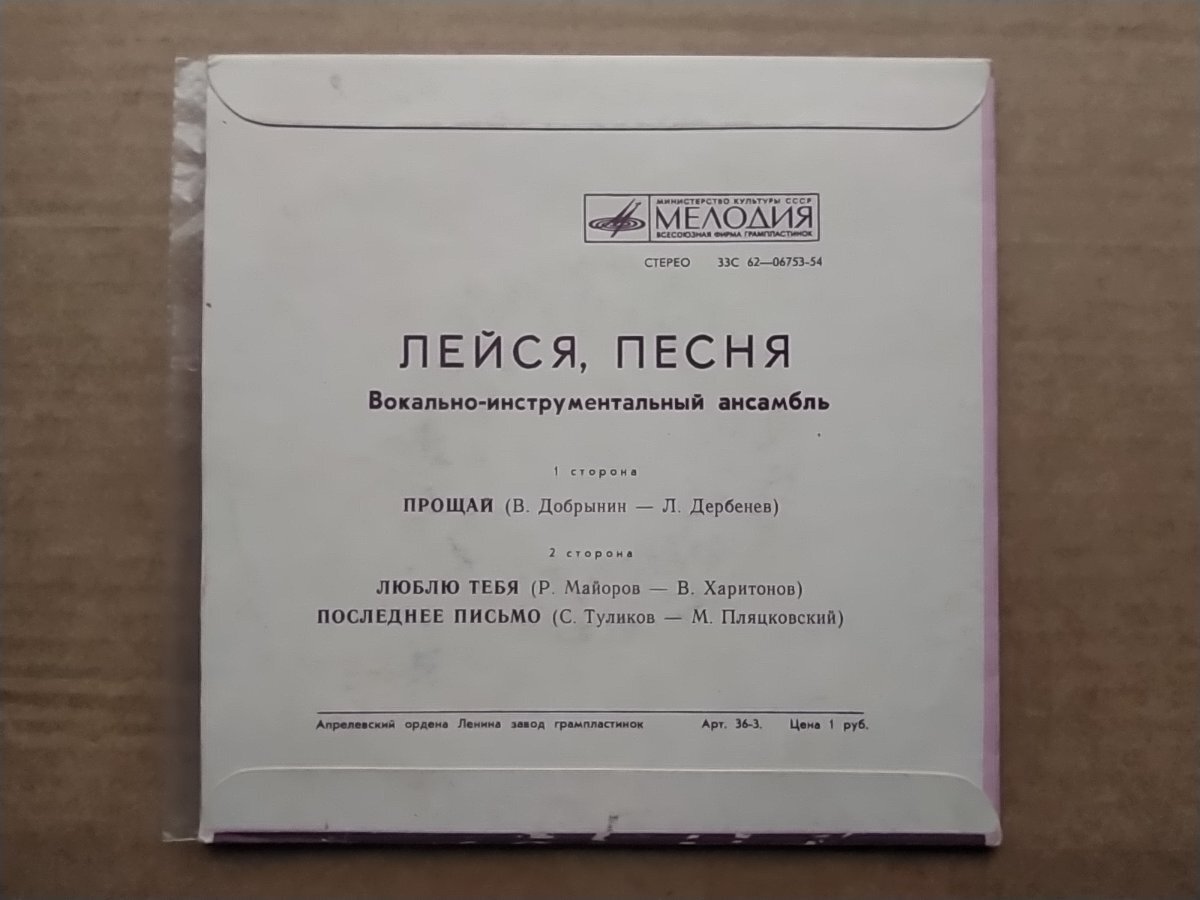 МИНИСТЕРСТВО КУЛЬТУРЫ СССР
МЕЛОДИЯ
ВСЕСОЮЗНАЯ ФИРМА ГРАМПЛАСТИНОК
СТЕРЕО 33С 62—06753-54
ЛЕЙСЯ, ПЕСНЯ
Вокально-инструментальный ансамбль
1 сторона
ПРОЩАЙ (В. Добрынин — Л. Дербенев)
2 сторона
ЛЮБЛЮ ТЕБЯ (Р. Майоров — В. Харитонов)
ПОСЛЕДНЕЕ ПИСЬМО (С. Туликов — М. Пляцковский)
Апрелевский ордена Ленина завод грампластинок Арт. 36-3. Цена 1 руб.